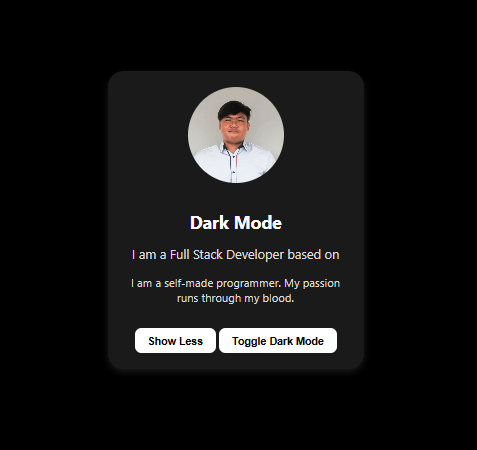 Dark Mode
I am a Full Stack Developer based on
I am a self-made programmer. My passion
runs through my blood.
Show Less Toggle Dark Mode